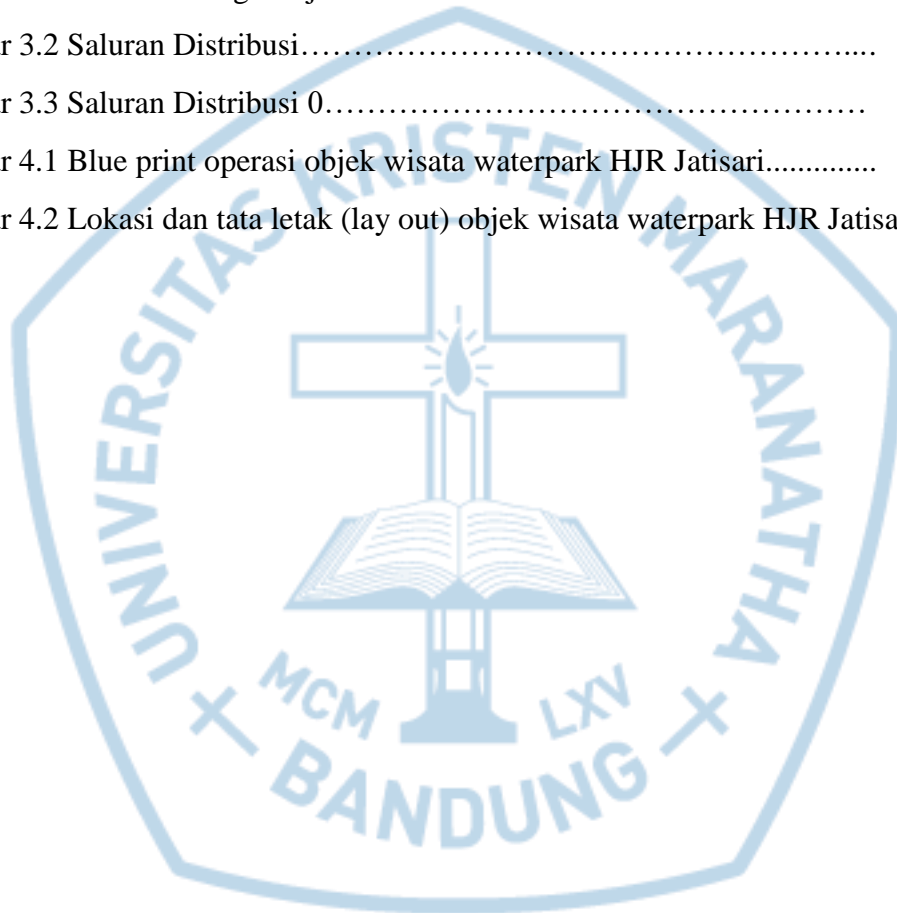 r 3.2 Saluran Distribusi……………………………………………....
r 3.3 Saluran Distribusi 0……………………………………………
r 4.1 Blue print operasi objek wisata waterpark HJR Jatisari.............
r 4.2 Lokasi dan tata letak (lay out) objek wisata waterpark HJR Jatisa
UNIVERSITAS KRISTEN MARANATHA
MCM LXV
BANDUNG